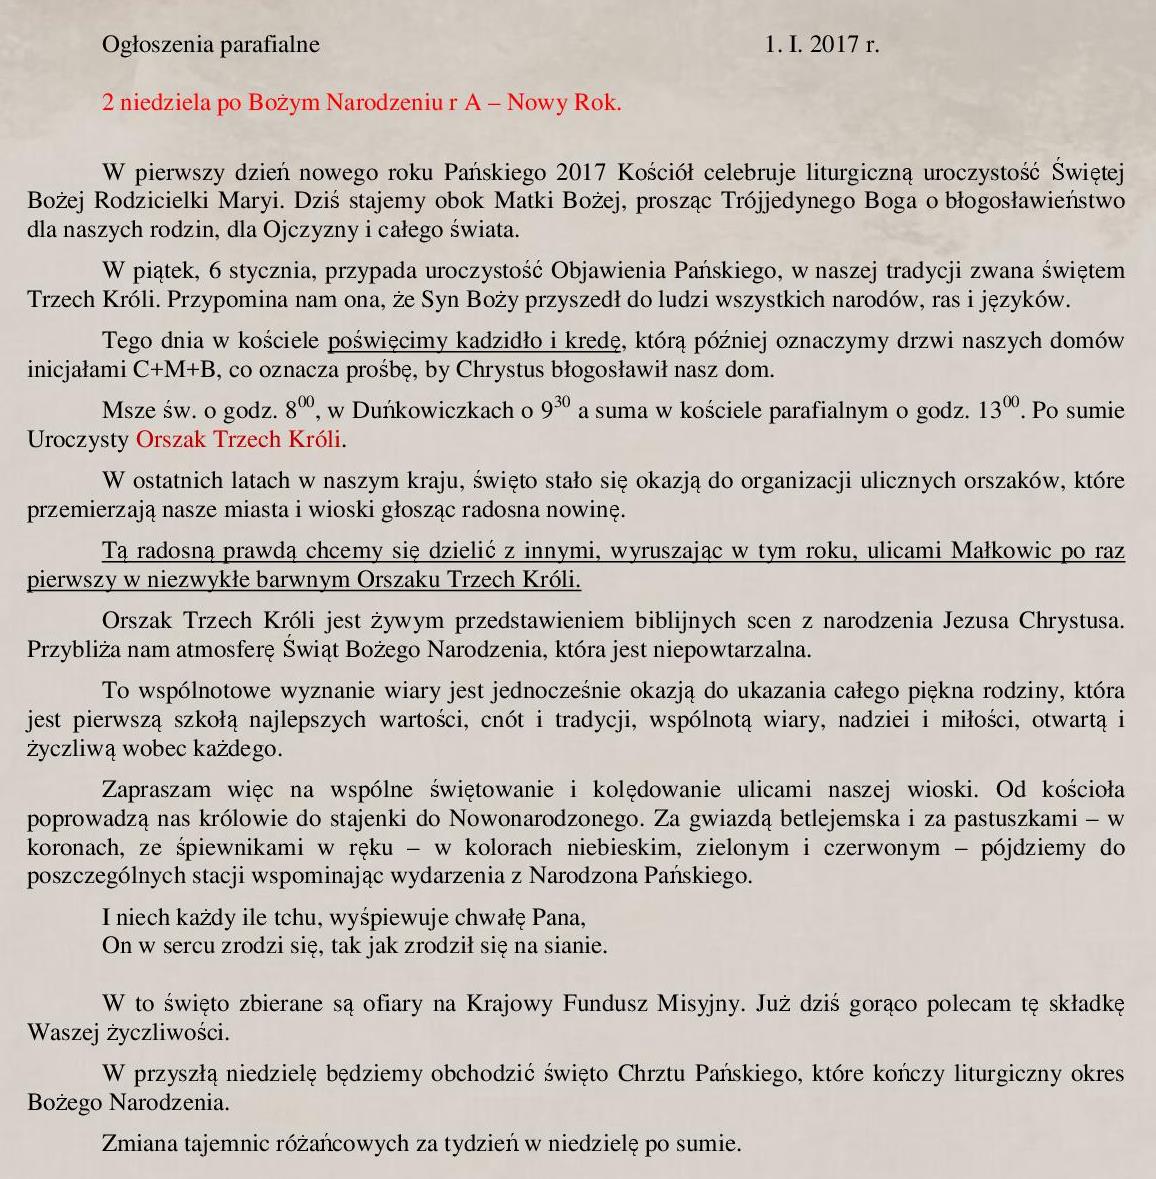 Ogłoszenia parafialne 1. I. 2017 r.
2 niedziela po Bożym Narodzeniu r A – Nowy Rok.
W pierwszy dzień nowego roku Pańskiego 2017 Kościół celebruje liturgiczną uroczystość Świętej
Bożej Rodzicielki Maryi. Dziś stajemy obok Matki Bożej, prosząc Trójjedynego Boga o błogosławieństwo
dla naszych rodzin, dla Ojczyzny i całego świata.
W piątek, 6 stycznia, przypada uroczystość Objawienia Pańskiego, w naszej tradycji zwana świętem
Trzech Króli. Przypomina nam ona, że Syn Boży przyszedł do ludzi wszystkich narodów, ras i języków.
Tego dnia w kościele poświęcimy kadzidło i kredę, którą później oznaczymy drzwi naszych domów
inicjałami C+M+B, co oznacza prośbę, by Chrystus błogosławił nasz dom.
Msze św. o godz. 8⁰⁰, w Duńkowiczkach o 9³⁰ a suma w kościele parafialnym o godz. 13⁰⁰. Po sumie
Uroczysty Orszak Trzech Króli.
W ostatnich latach w naszym kraju, święto stało się okazją do organizacji ulicznych orszaków, które
przemierzają nasze miasta i wioski głosząc radosna nowinę.
Tą radosną prawdą chcemy się dzielić z innymi, wyruszając w tym roku, ulicami Małkowic po raz
pierwszy w niezwykłe barwnym Orszaku Trzech Króli.
Orszak Trzech Króli jest żywym przedstawieniem biblijnych scen z narodzenia Jezusa Chrystusa.
Przybliża nam atmosferę Świąt Bożego Narodzenia, która jest niepowtarzalna.
To wspólnotowe wyznanie wiary jest jednocześnie okazją do ukazania całego piękna rodziny, która
jest pierwszą szkołą najlepszych wartości, cnót i tradycji, wspólnotą wiary, nadziei i miłości, otwartą i
życzliwą wobec każdego.
Zapraszam więc na wspólne świętowanie i kolędowanie ulicami naszej wioski. Od kościoła
poprowadzą nas królowie do stajenki do Nowonarodzonego. Za gwiazdą betlejemska i za pastuszkami – w
koronach, ze śpiewnikami w ręku – w kolorach niebieskim, zielonym i czerwonym – pójdziemy do
poszczególnych stacji wspominając wydarzenia z Narodzona Pańskiego.
I niech każdy ile tchu, wyśpiewuje chwałę Pana,
On w sercu zrodzi się, tak jak zrodził się na sianie.
W to święto zbierane są ofiary na Krajowy Fundusz Misyjny. Już dziś gorąco polecam tę składkę
Waszej życzliwości.
W przyszłą niedzielę będziemy obchodzić święto Chrztu Pańskiego, które kończy liturgiczny okres
Bożego Narodzenia.
Zmiana tajemnic różańcowych za tydzień w niedzielę po sumie.